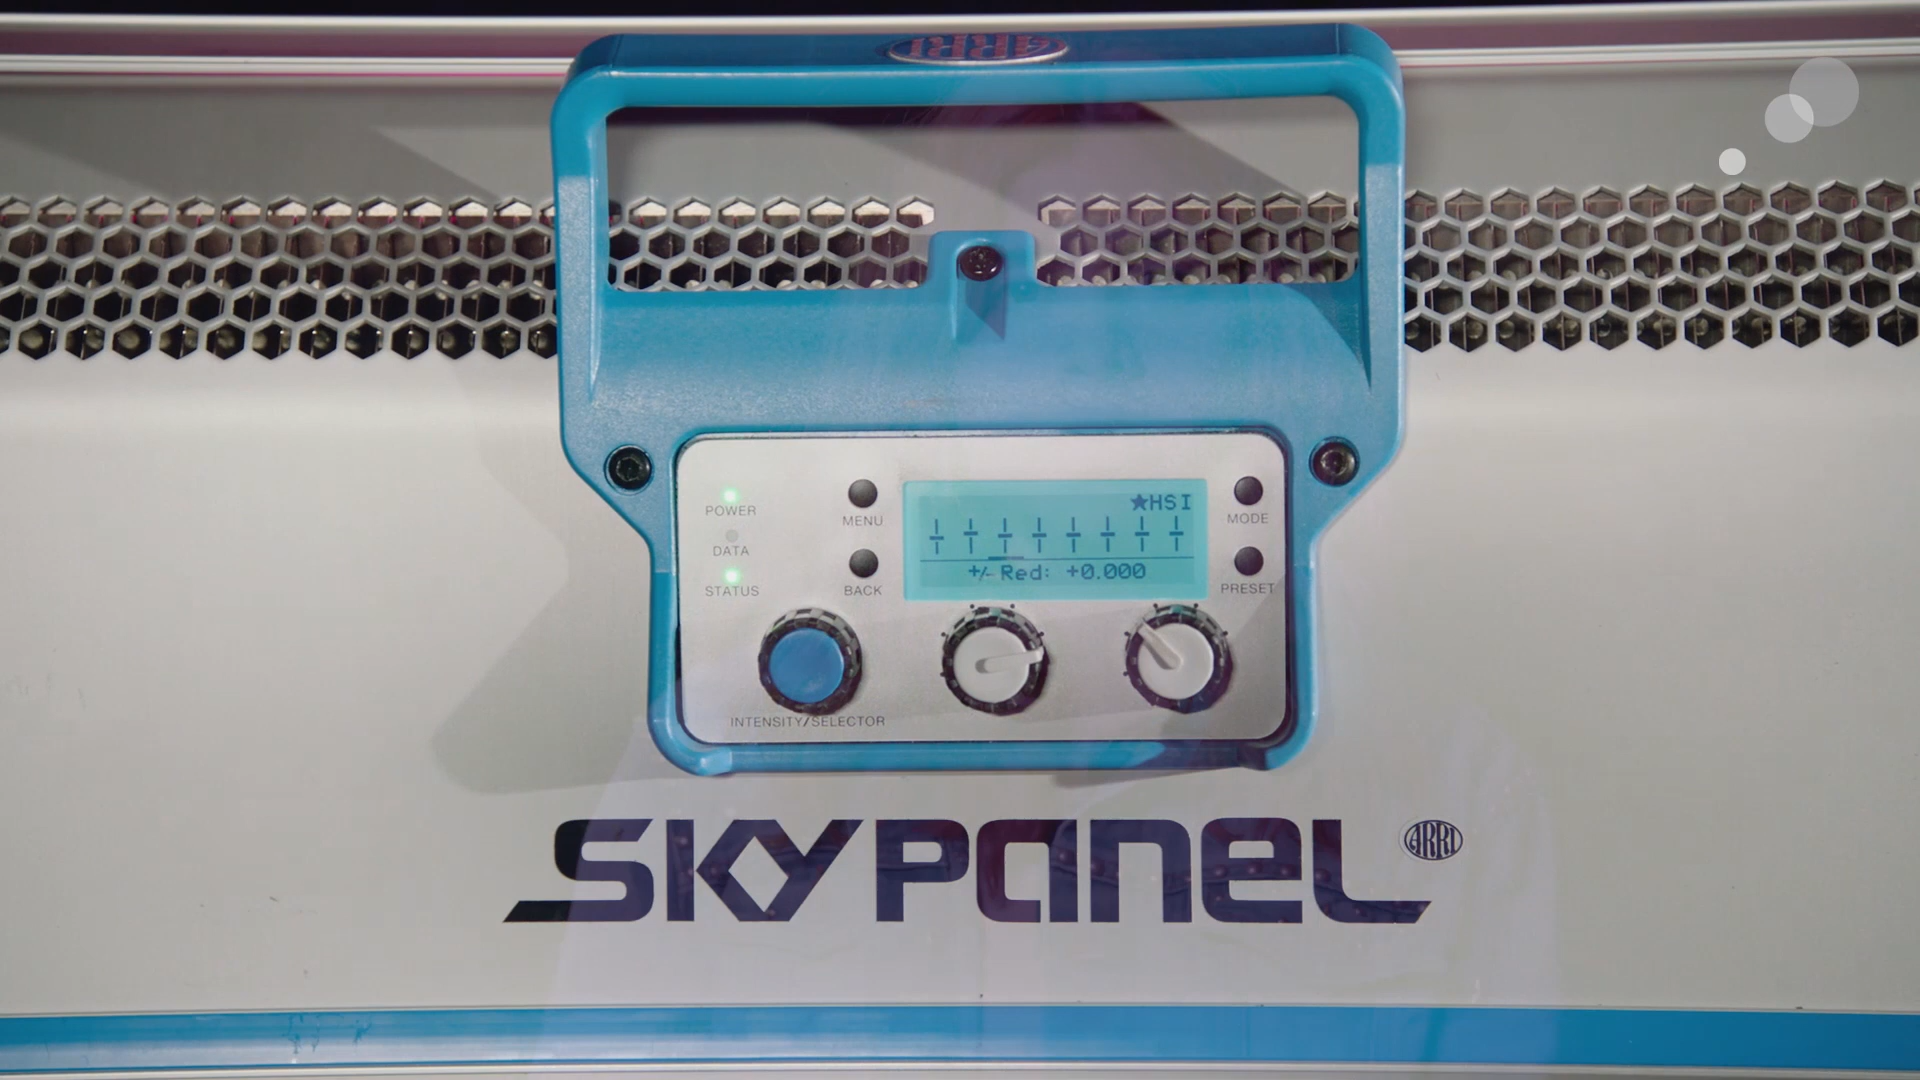 ARRI
★HSI
+/- Red: +0.000
POWER
DATA
STATUS
MENU
BACK
MODE
PRESET
INTENSITY/SELECTOR
SKYPANEL
ARRI